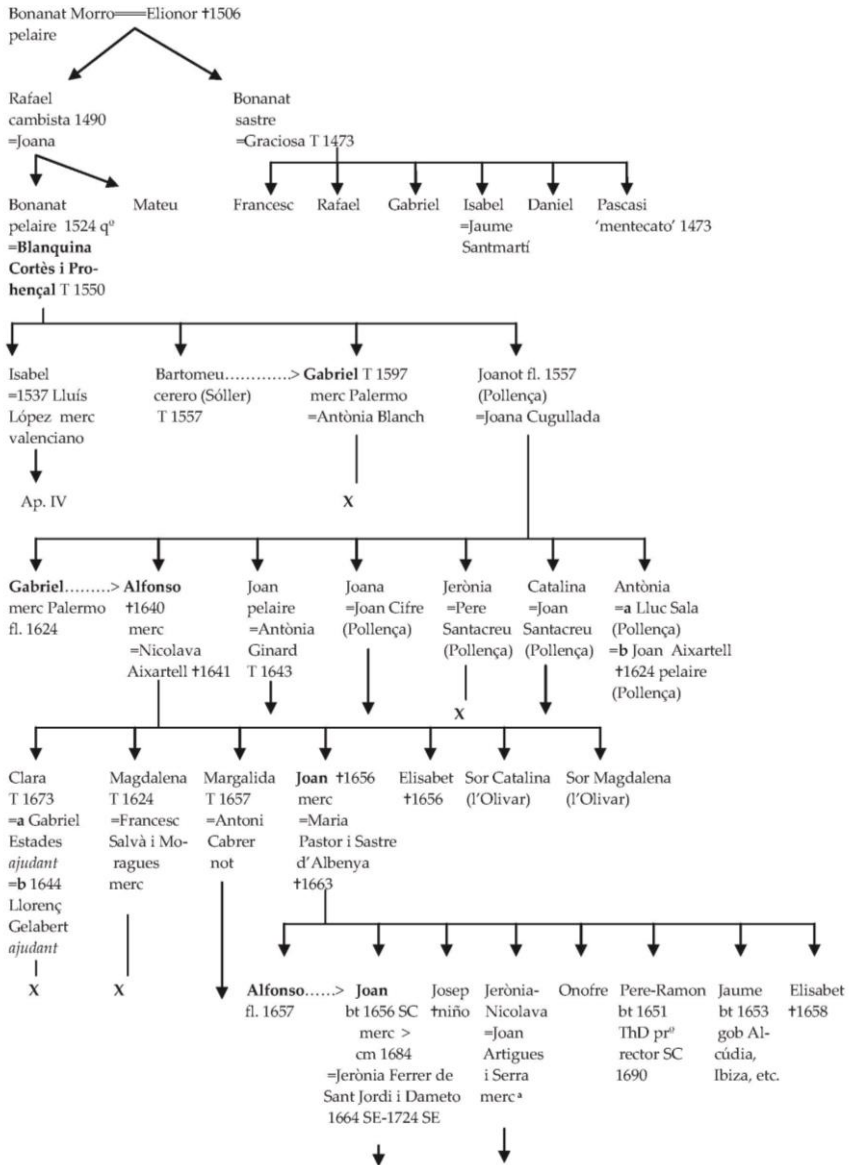 Bonanat Morro═══Elionor †1506
pelaire
Rafael
cambista 1490
=Joana
Bonanat
sastre
=Graciosa T 1473
Bonanat
pelaire 1524 qº
=Blanquina
Cortès i Pro-
hençal T 1550
Mateu
Francesc
Rafael
Gabriel
Isabel
=Jaume
Santmartí
Daniel
Pascasi
'mentecato' 1473
Isabel
=1537 Lluís
López merc
valenciano
Ap. IV
Bartomeu............> Gabriel T 1597
cerero (Sóller)
T 1557
merc Palermo
=Antònia Blanch
X
Joanot fl. 1557
(Pollença)
=Joana Cugullada
Gabriel.........> Alfonso
merc Palermo
fl. 1624
†1640
merc
=Nicolava
Aixartell †1641
Joan
pelaire
=Antònia
Ginard
T 1643
Joana
=Joan Cifre
(Pollença)
Jerònia
=Pere
Santacreu
(Pollença)
X
Catalina
=Joan
Santacreu
(Pollença)
Antònia
=a Lluc Sala
(Pollença)
=b Joan Aixartell
†1624 pelaire
(Pollença)
Clara
T 1673
=a Gabriel
Estades
ajudant
=b 1644
Llorenç
Gelabert
ajudant
X
Magdalena
T 1624
=Francesc
Salvà i Mo-
ragues
merc
X
Margalida
T 1657
=Antoni
Cabrer
not
Joan †1656
merc
=Maria
Pastor i Sastre
d'Albenya
†1663
Elisabet
†1656
Sor Catalina
(l'Olivar)
Sor Magdalena
(l'Olivar)
Alfonso......> Joan
fl. 1657
bt 1656 SC
merc >
cm 1684
=Jerònia Ferrer de
Sant Jordi i Dameto
1664 SE-1724 SE
Josep
†niño
Jerònia-
Nicolava
=Joan
Artigues
i Serra
merc ª
Onofre
Pere-Ramon
bt 1651
ThD prº
rector SC
1690
Jaume
bt 1653
gob Al-
cúdia,
Ibiza, etc.
Elisabet
†1658